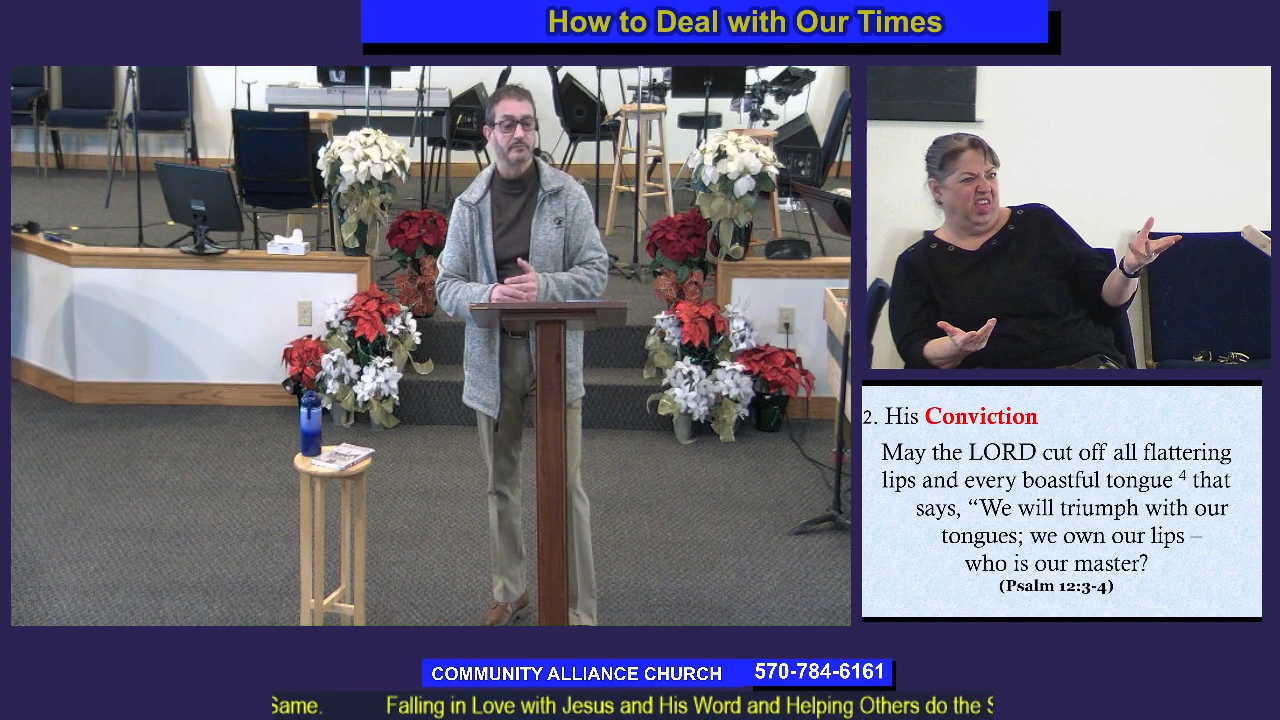 How to Deal with Our Times
2. His Conviction
May the LORD cut off all flattering
lips and every boastful tongue ⁴ that
says, “We will triumph with our
tongues; we own our lips –
who is our master?
(Psalm 12:3-4)
COMMUNITY ALLIANCE CHURCH 570-784-6161
Same. Falling in Love with Jesus and His Word and Helping Others do the S